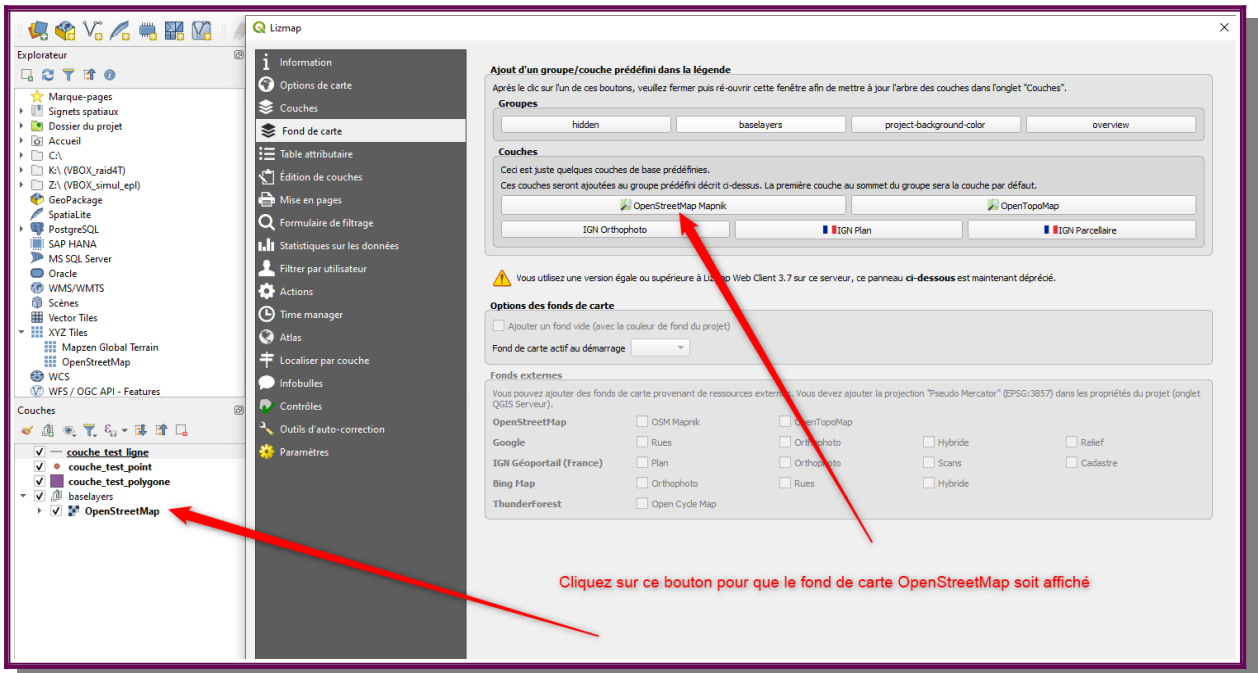 Lizmap
Explorateur
Marque-pages
Signets spatiaux
Dossier du projet
Accueil
C:\
K:\ (VBOX_raid4T)
Z:\ (VBOX_simul_epl)
GeoPackage
SpatiaLite
PostgreSQL
SAP HANA
MS SQL Server
Oracle
WMS/WMTS
Scènes
Vector Tiles
XYZ Tiles
Mapzen Global Terrain
OpenStreetMap
WCS
WFS / OGC API - Features
Couches
couche_test_ligne
couche_test_point
couche_test_polygone
baselayers
OpenStreetMap
Information
Options de carte
Couches
Fond de carte
Table attributaire
Édition de couches
Mise en pages
Formulaire de filtrage
Statistiques sur les données
Filtrer par utilisateur
Actions
Time manager
Atlas
Localiser par couche
Infobulles
Contrôles
Outils d'auto-correction
Paramètres
Ajout d'un groupe/couche prédéfini dans la légende
Après le clic sur l'un de ces boutons, veuillez fermer puis ré-ouvrir cette fenêtre afin de mettre à jour l'arbre des couches dans l'onglet "Couches".
Groupes
hidden baselayers project-background-color overview
Couches
Ceci est juste quelques couches de base prédéfinies.
Ces couches seront ajoutées au groupe prédéfini décrit ci-dessus. La première couche au sommet du groupe sera la couche par défaut.
OpenStreetMap Mapnik OpenTopoMap
IGN Orthophoto IGN Plan IGN Parcellaire
Vous utilisez une version égale ou supérieure à Lizmap Web Client 3.7 sur ce serveur, ce panneau ci-dessous est maintenant déprécié.
Options des fonds de carte
Ajouter un fond vide (avec la couleur de fond du projet)
Fond de carte actif au démarrage
Fonds externes
Vous pouvez ajouter des fonds de carte provenant de ressources externes. Vous devez ajouter la projection "Pseudo Mercator" (EPSG:3857) dans les propriétés du projet (onglet
QGIS Serveur).
OpenStreetMap OSM Mapnik OpenTopoMap
Google Rues Orthophoto Hybride Relief
IGN Géoportail (France) Plan Orthophoto Scans Cadastre
Bing Map Orthophoto Rues Hybride
ThunderForest Open Cycle Map
Cliquez sur ce bouton pour que le fond de carte OpenStreetMap soit affiché